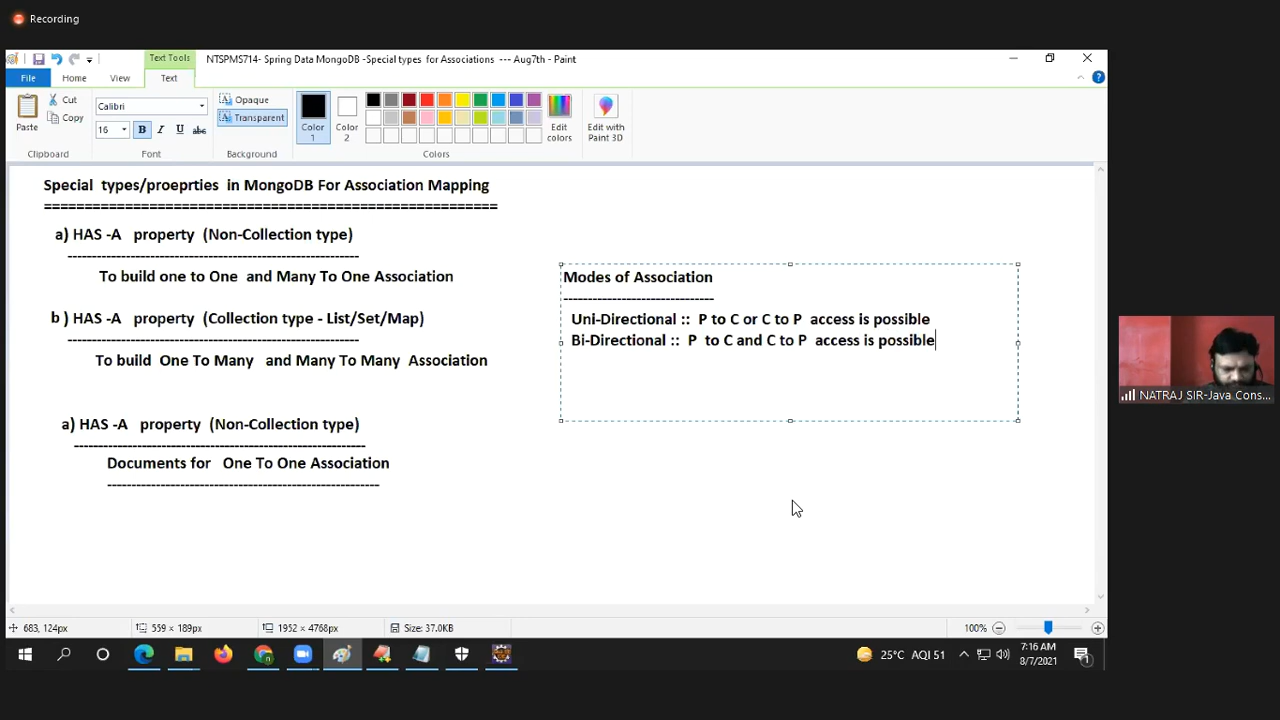 Recording
Text Tools
NTSPMS714- Spring Data MongoDB -Special types for Associations --- Aug7th - Paint
File Home View Text
Paste
Cut
Copy
Clipboard
Calibri
16 B I U abc
Font
Opaque
Transparent
Background
Color 1
Color 2
Colors
Edit colors
Edit with Paint 3D
Special types/proeprties in MongoDB For Association Mapping
=======================================================
a) HAS -A property (Non-Collection type)
------------------------------------------------------------
To build one to One and Many To One Association
b ) HAS -A property (Collection type - List/Set/Map)
------------------------------------------------------------
To build One To Many and Many To Many Association
a) HAS -A property (Non-Collection type)
------------------------------------------------------------
Documents for One To One Association
--------------------------------------------------------
Modes of Association
-------------------------------
Uni-Directional :: P to C or C to P access is possible
Bi-Directional :: P to C and C to P access is possible
NATRAJ SIR-Java Cons...
683, 124px
559 × 189px
1952 × 4768px
Size: 37.0KB
100%
25°C AQI 51
7:16 AM
8/7/2021
1